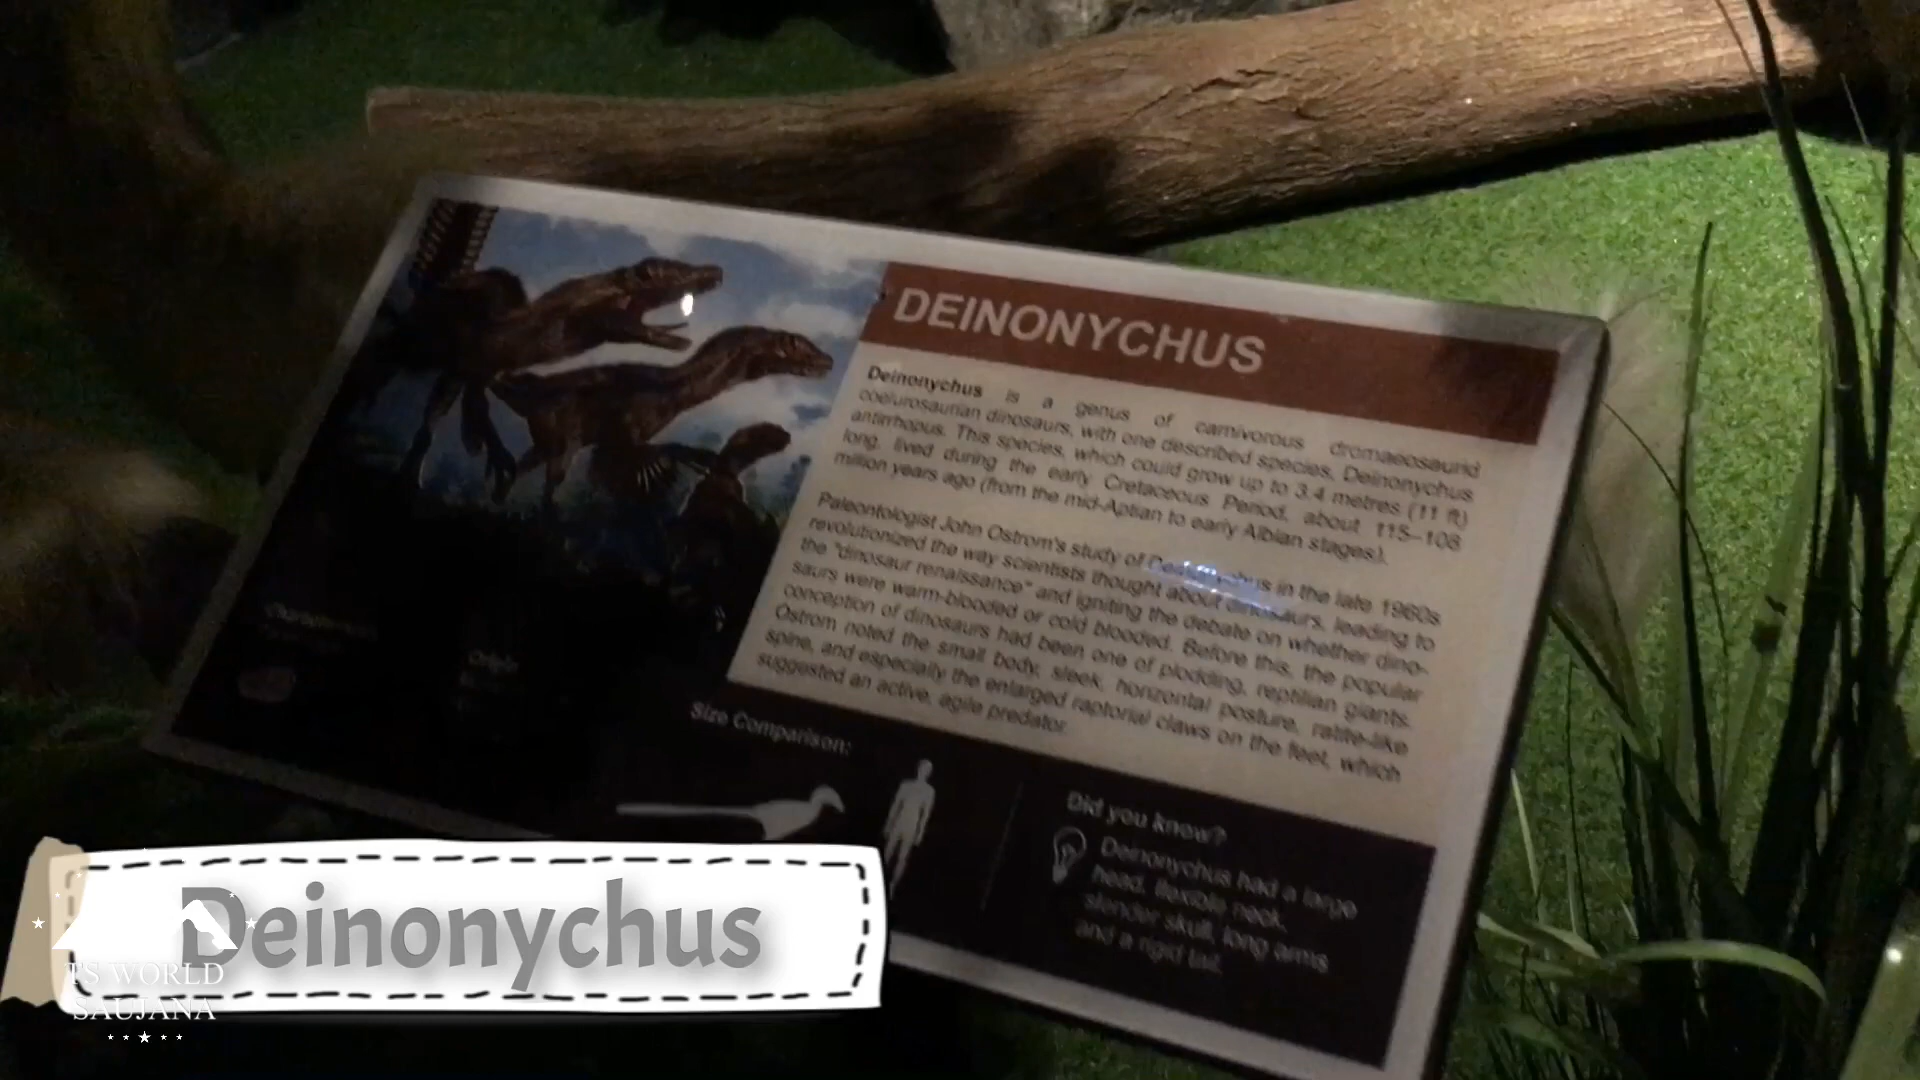 DEINONYCHUS
Deinonychus is a genus of carnivorous dromaeosaurid
coelurosaurian dinosaurs, with one described species, Deinonychus
antirrhopus. This species, which could grow up to 3.4 metres (11 ft)
long, lived during the early Cretaceous Period, about 115–108
million years ago (from the mid-Aptian to early Albian stages).
Paleontologist John Ostrom's study of Deinonychus in the late 1960s
revolutionized the way scientists thought about dinosaurs, leading to
the "dinosaur renaissance" and igniting the debate on whether dino-
saurs were warm-blooded or cold blooded. Before this, the popular
conception of dinosaurs had been one of plodding, reptilian giants.
Ostrom noted the small body, sleek, horizontal posture, ratite-like
spine, and especially the enlarged raptorial claws on the feet, which
suggested an active, agile predator.
Origin
Size Comparison:
Did you know?
Deinonychus had a large
head, flexible neck,
slender skull, long arms
and a rigid tail.
Deinonychus
TS WORLD
SAUJANA